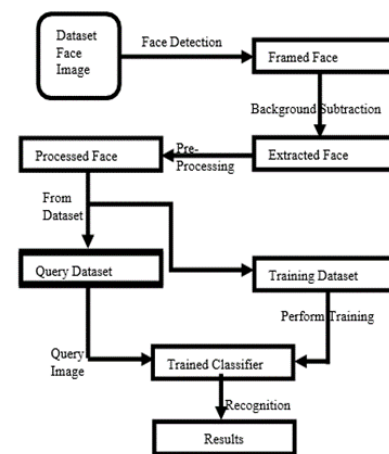 Dataset
Face
Image
Face Detection
Framed Face
Background Subtraction
Processed Face
Pre-
Processing
Extracted Face
From
Dataset
Query Dataset
Training Dataset
Perform Training
Query
Image
Trained Classifier
Recognition
Results